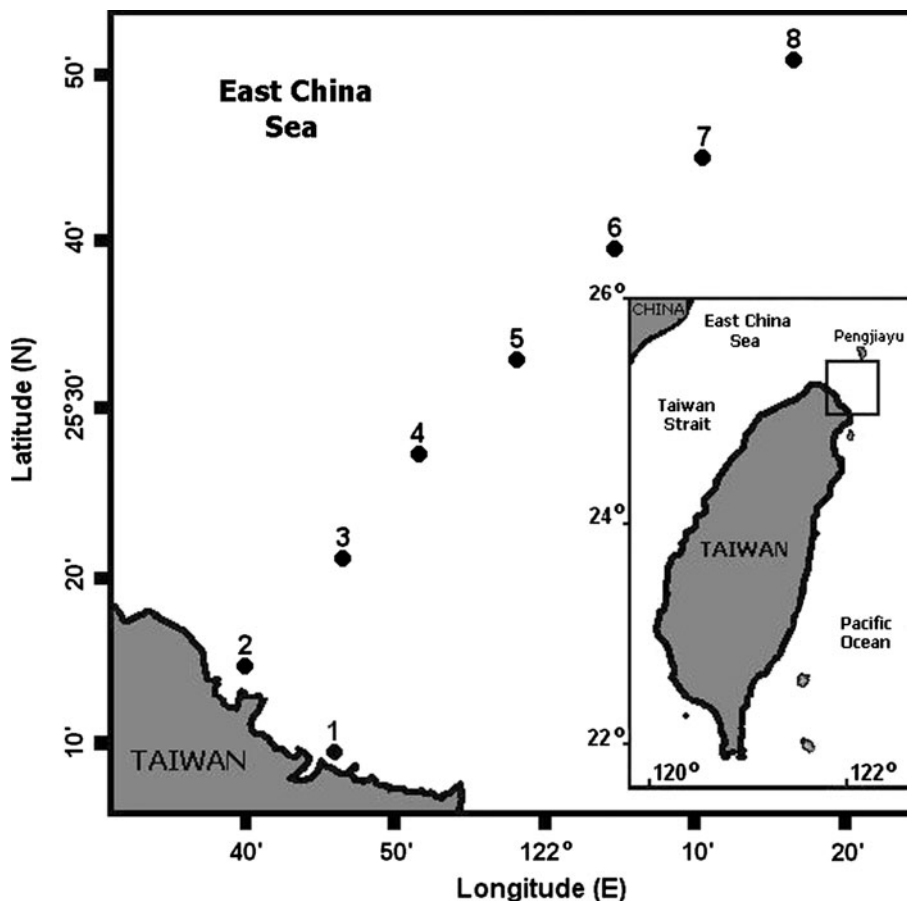 8
50'
East China
Sea
7
6
40'
26°
CHINA
East China
Sea
Pengjiayu
5
Taiwan
Strait
25°30'
4
Latitude (N)
24°
TAIWAN
3
20'
Pacific
Ocean
2
1
22°
10'
TAIWAN
120°
122°
40'
50'
122°
10'
20'
Longitude (E)